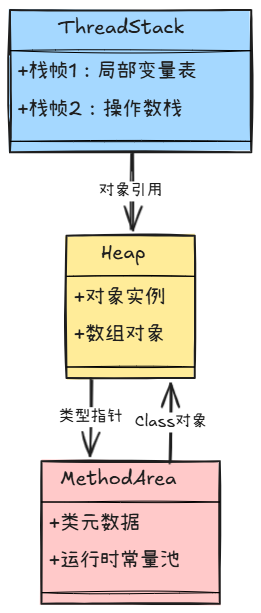 ThreadStack
+栈帧1：局部变量表
+栈帧2：操作数栈
对象引用
Heap
+对象实例
+数组对象
类型指针
Class对象
MethodArea
+类元数据
+运行时常量池